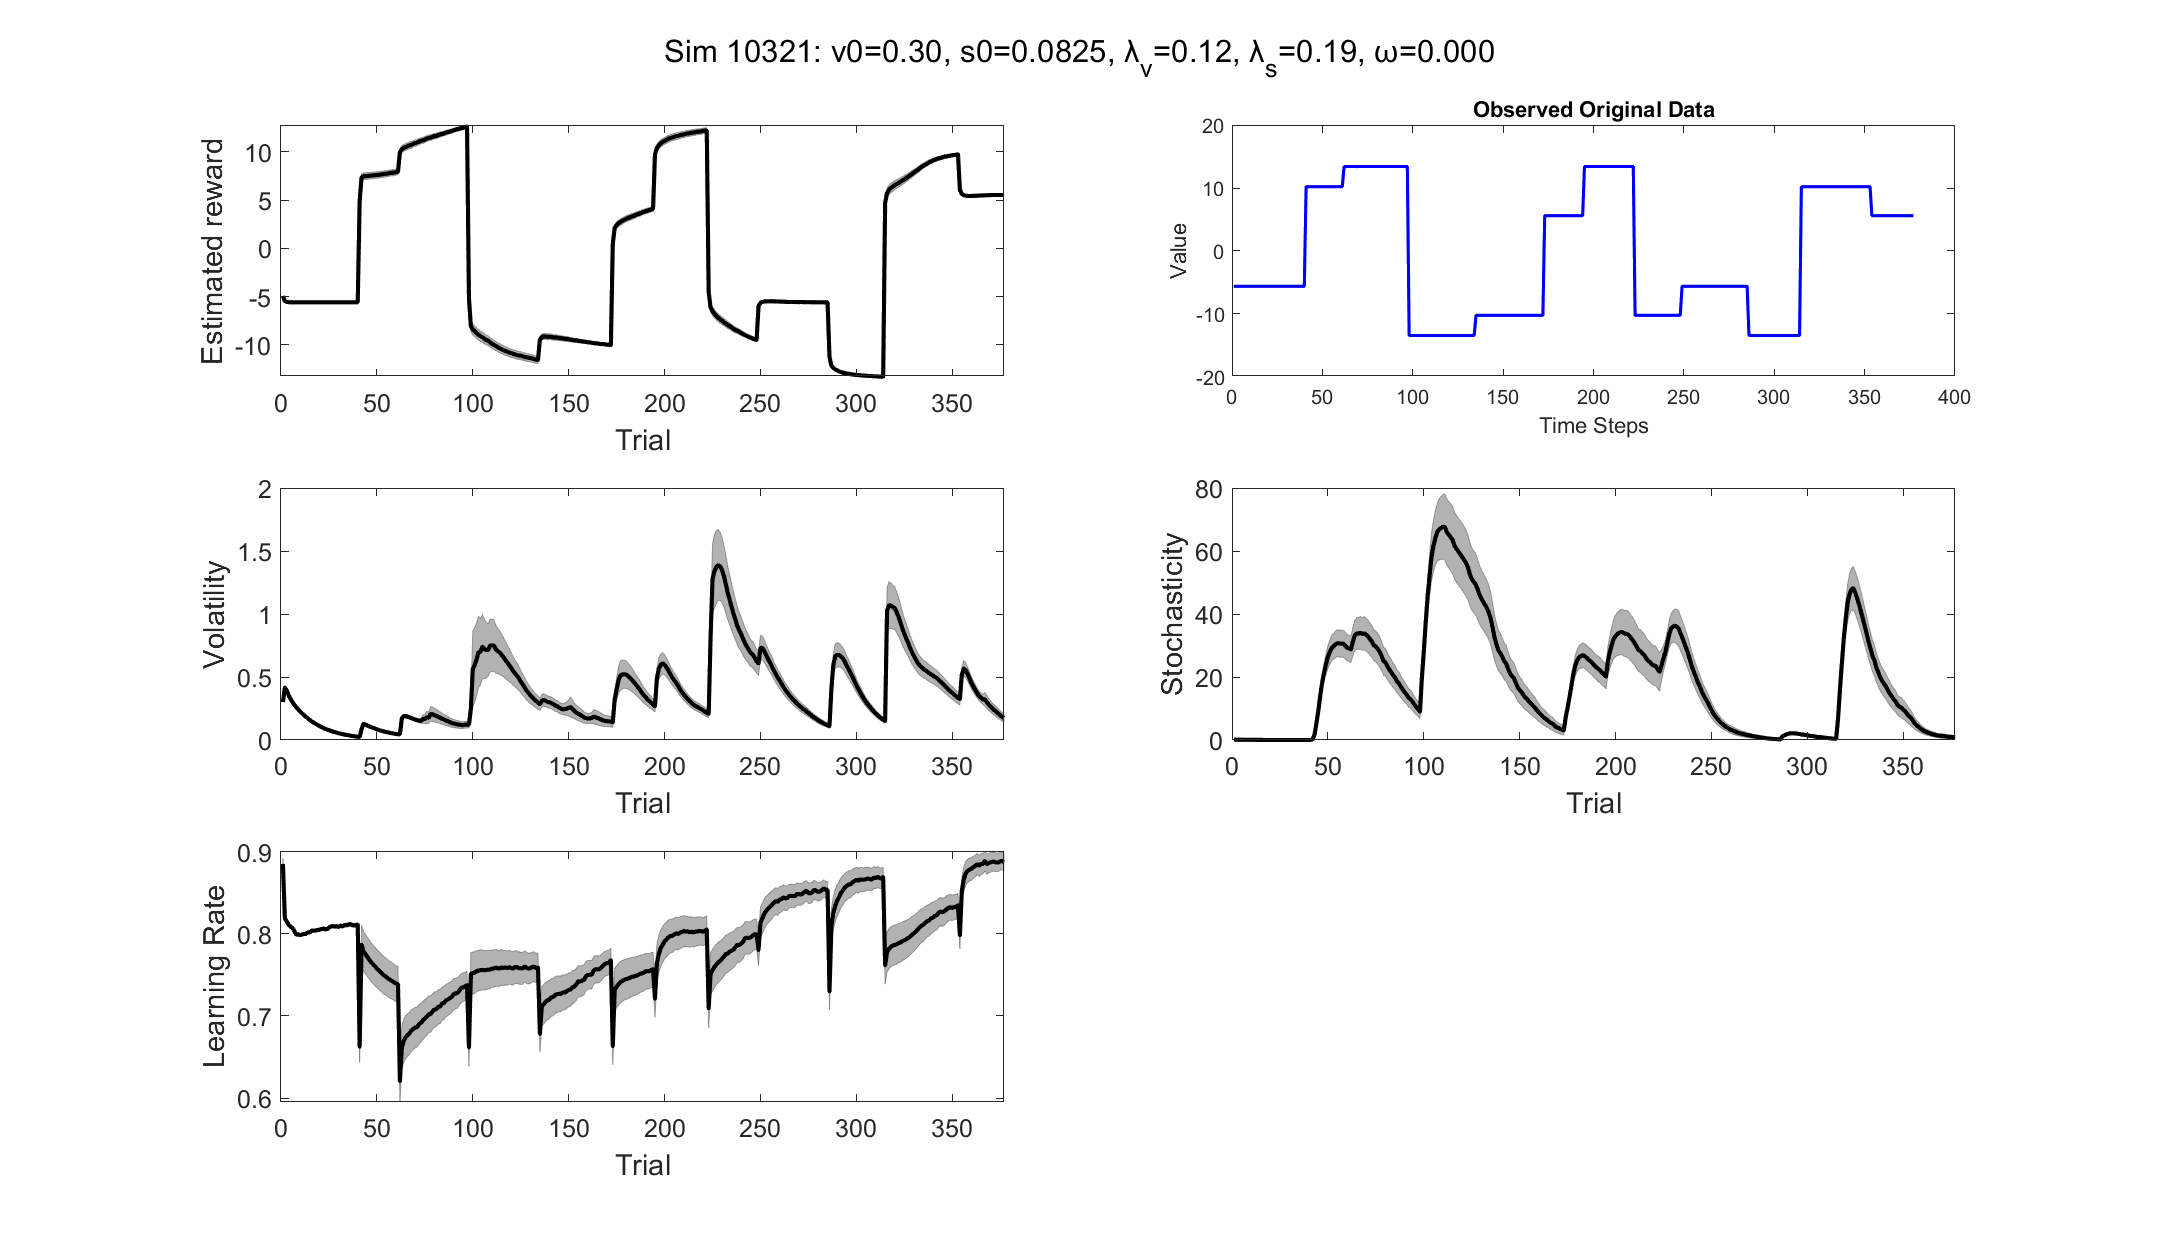 Sim 10321: v0=0.30, s0=0.0825, λv=0.12, λs=0.19, ω=0.000
Estimated reward
10
5
0
-5
-10
0 50 100 150 200 250 300 350
Trial
Observed Original Data
Value
20
10
0
-10
-20
0 50 100 150 200 250 300 350 400
Time Steps
Volatility
2
1.5
1
0.5
0
0 50 100 150 200 250 300 350
Trial
Stochasticity
80
60
40
20
0
0 50 100 150 200 250 300 350
Trial
Learning Rate
0.9
0.8
0.7
0.6
0 50 100 150 200 250 300 350
Trial